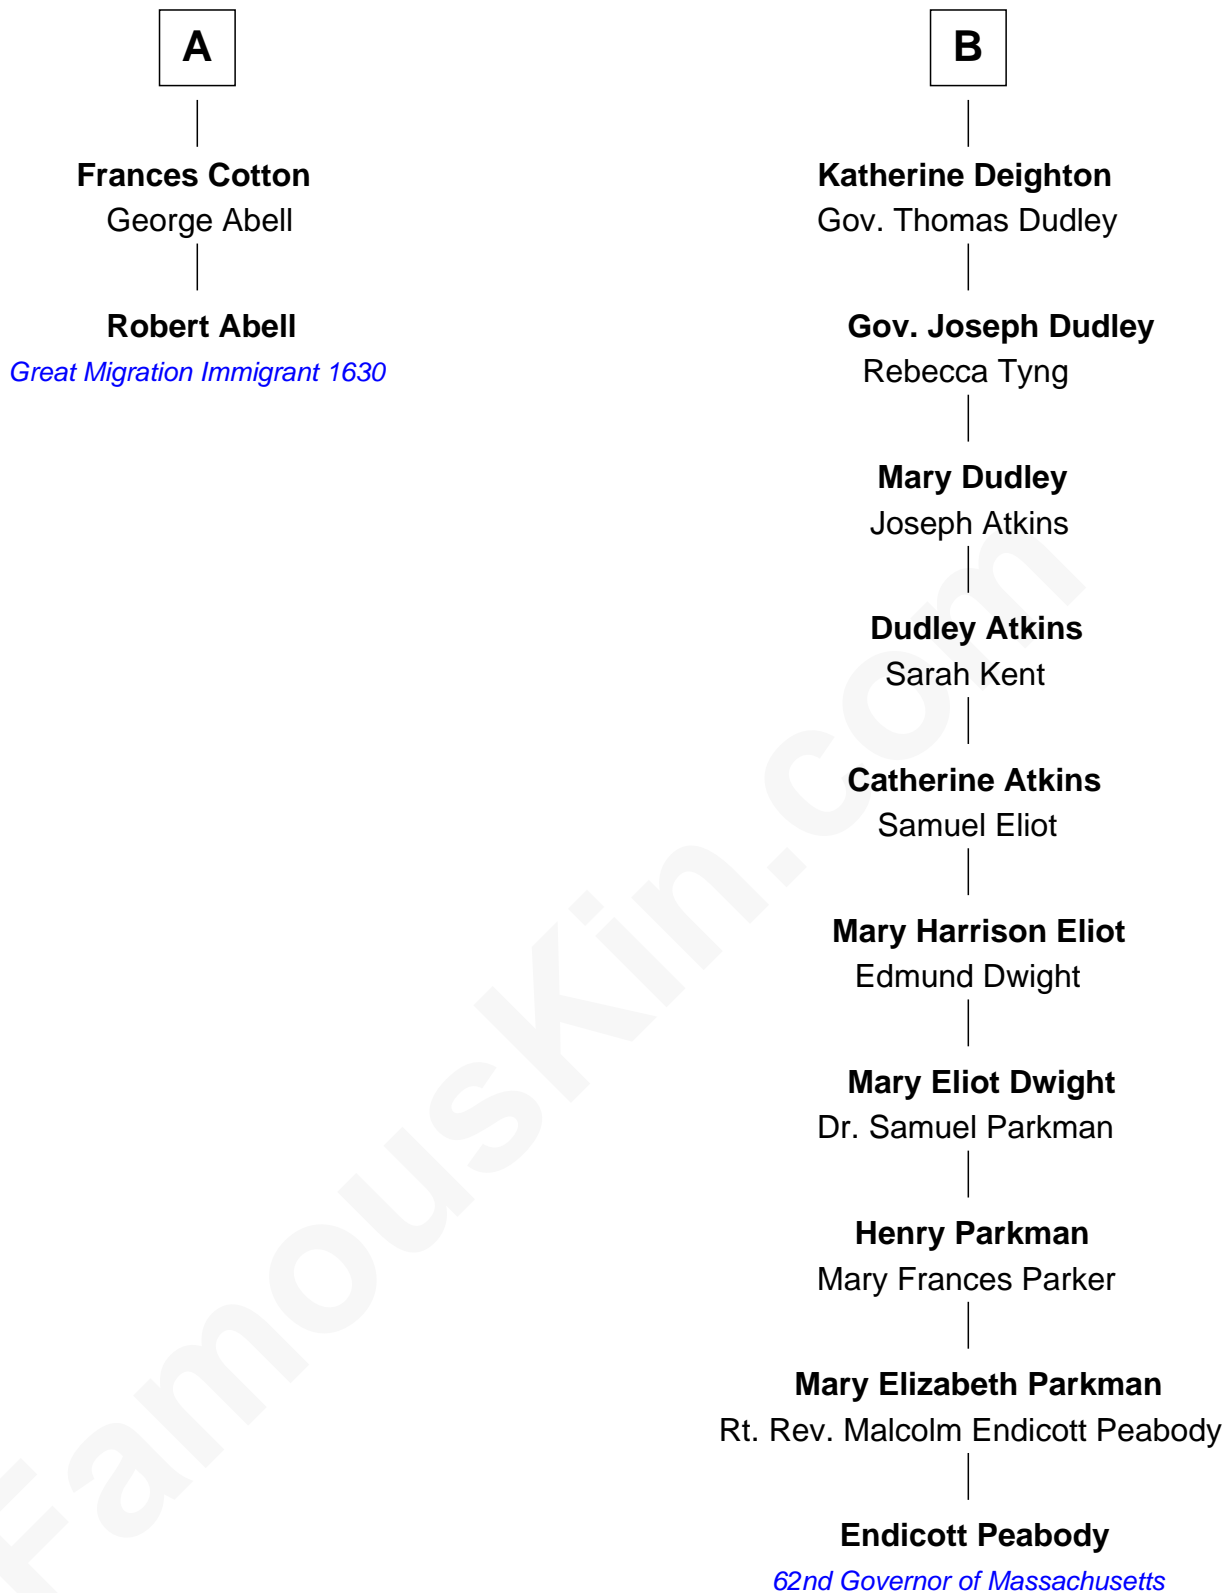 A
Frances Cotton
George Abell
Robert Abell
Great Migration Immigrant 1630
B
Katherine Deighton
Gov. Thomas Dudley
Gov. Joseph Dudley
Rebecca Tyng
Mary Dudley
Joseph Atkins
Dudley Atkins
Sarah Kent
Catherine Atkins
Samuel Eliot
Mary Harrison Eliot
Edmund Dwight
Mary Eliot Dwight
Dr. Samuel Parkman
Henry Parkman
Mary Frances Parker
Mary Elizabeth Parkman
Rt. Rev. Malcolm Endicott Peabody
Endicott Peabody
62nd Governor of Massachusetts
FamousKin.com